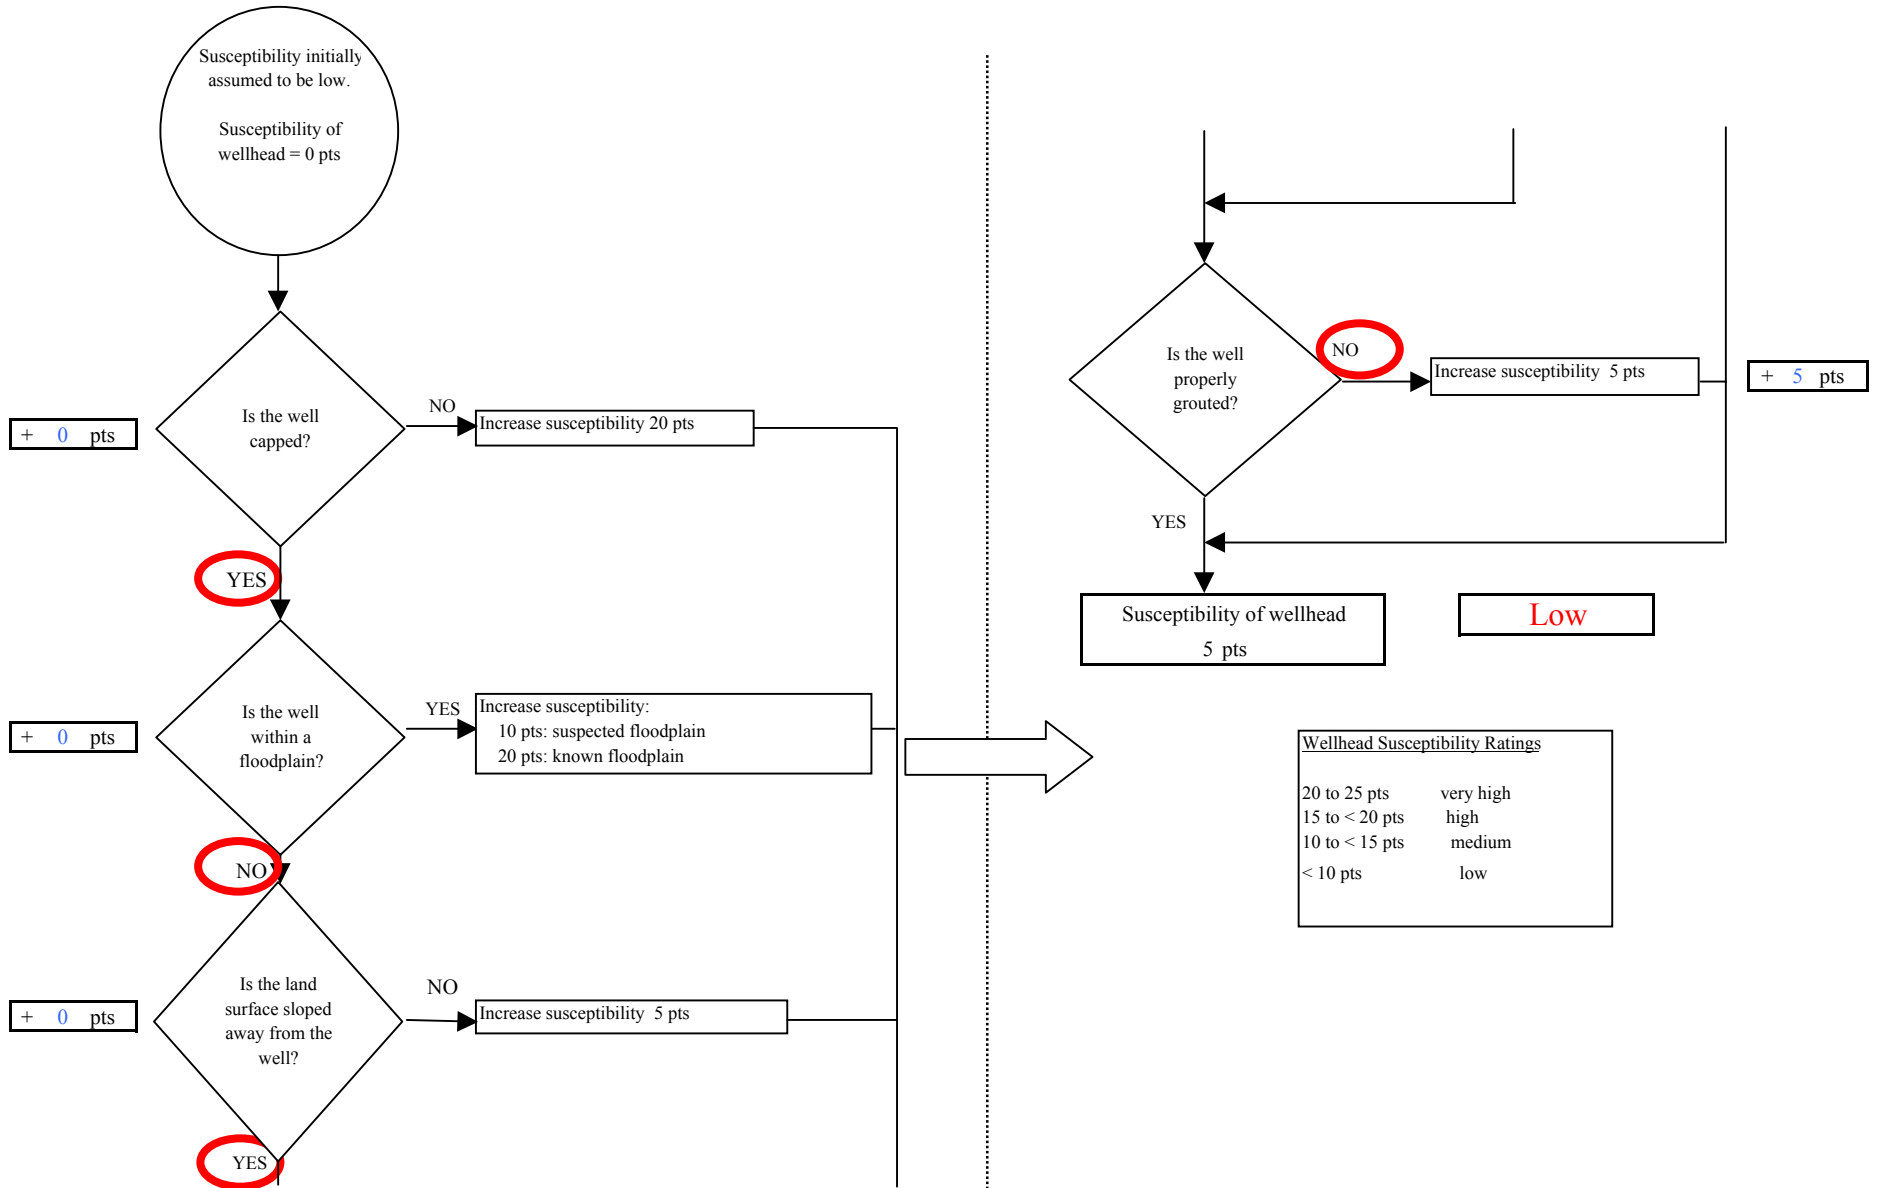 Susceptibility initially
assumed to be low.
Susceptibility of
wellhead = 0 pts
+ 0 pts
Is the well
capped?
NO
Increase susceptibility 20 pts
YES
+ 0 pts
Is the well
within a
floodplain?
YES
Increase susceptibility:
10 pts: suspected floodplain
20 pts: known floodplain
NO
+ 0 pts
Is the land
surface sloped
away from the
well?
NO
Increase susceptibility 5 pts
YES
Is the well
properly
grouted?
NO
Increase susceptibility 5 pts
+ 5 pts
YES
Susceptibility of wellhead
5 pts
Low
Wellhead Susceptibility Ratings
20 to 25 pts very high
15 to < 20 pts high
10 to < 15 pts medium
< 10 pts low